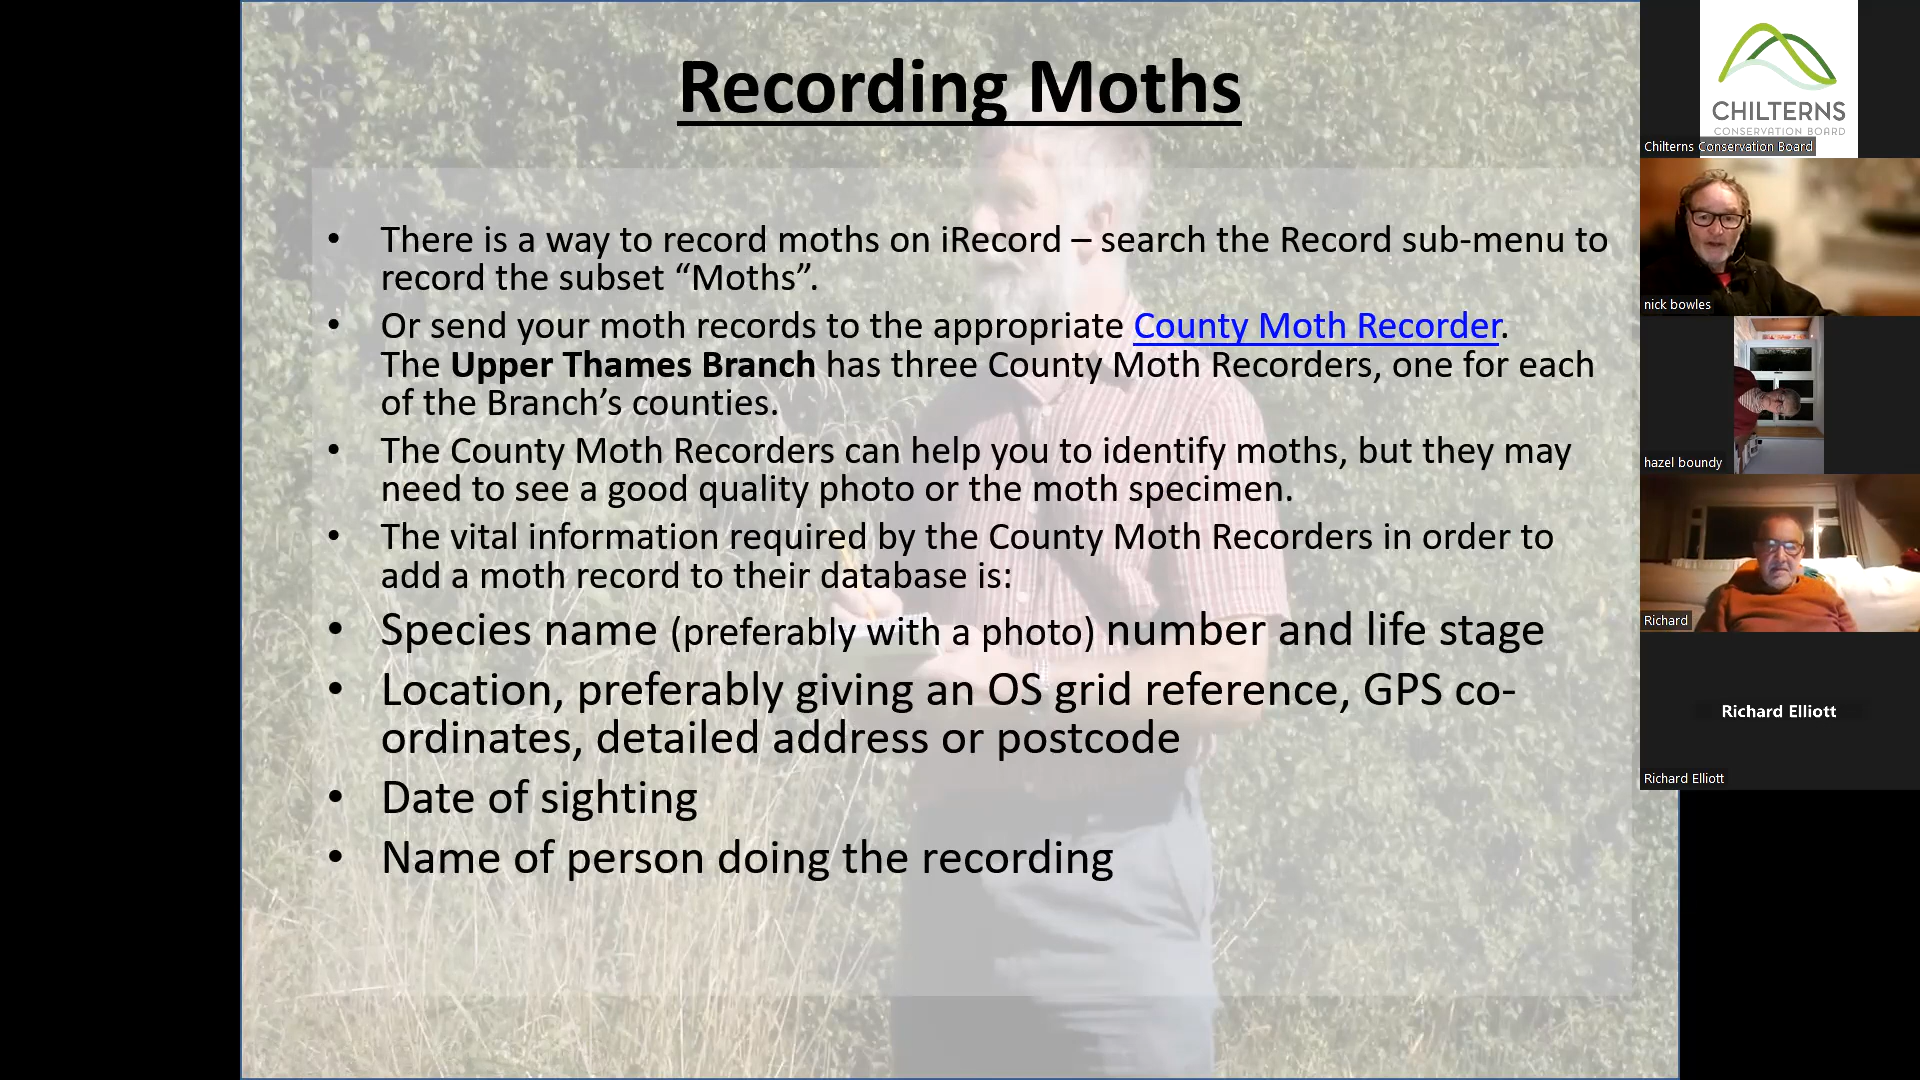 Recording Moths
• There is a way to record moths on iRecord – search the Record sub-menu to
record the subset “Moths”.
• Or send your moth records to the appropriate County Moth Recorder.
The Upper Thames Branch has three County Moth Recorders, one for each
of the Branch’s counties.
• The County Moth Recorders can help you to identify moths, but they may
need to see a good quality photo or the moth specimen.
• The vital information required by the County Moth Recorders in order to
add a moth record to their database is:
• Species name (preferably with a photo) number and life stage
• Location, preferably giving an OS grid reference, GPS co-
ordinates, detailed address or postcode
• Date of sighting
• Name of person doing the recording
CHILTERNS
CONSERVATION BOARD
Chilterns Conservation Board
nick bowles
hazel boundy
Richard
Richard Elliott
Richard Elliott